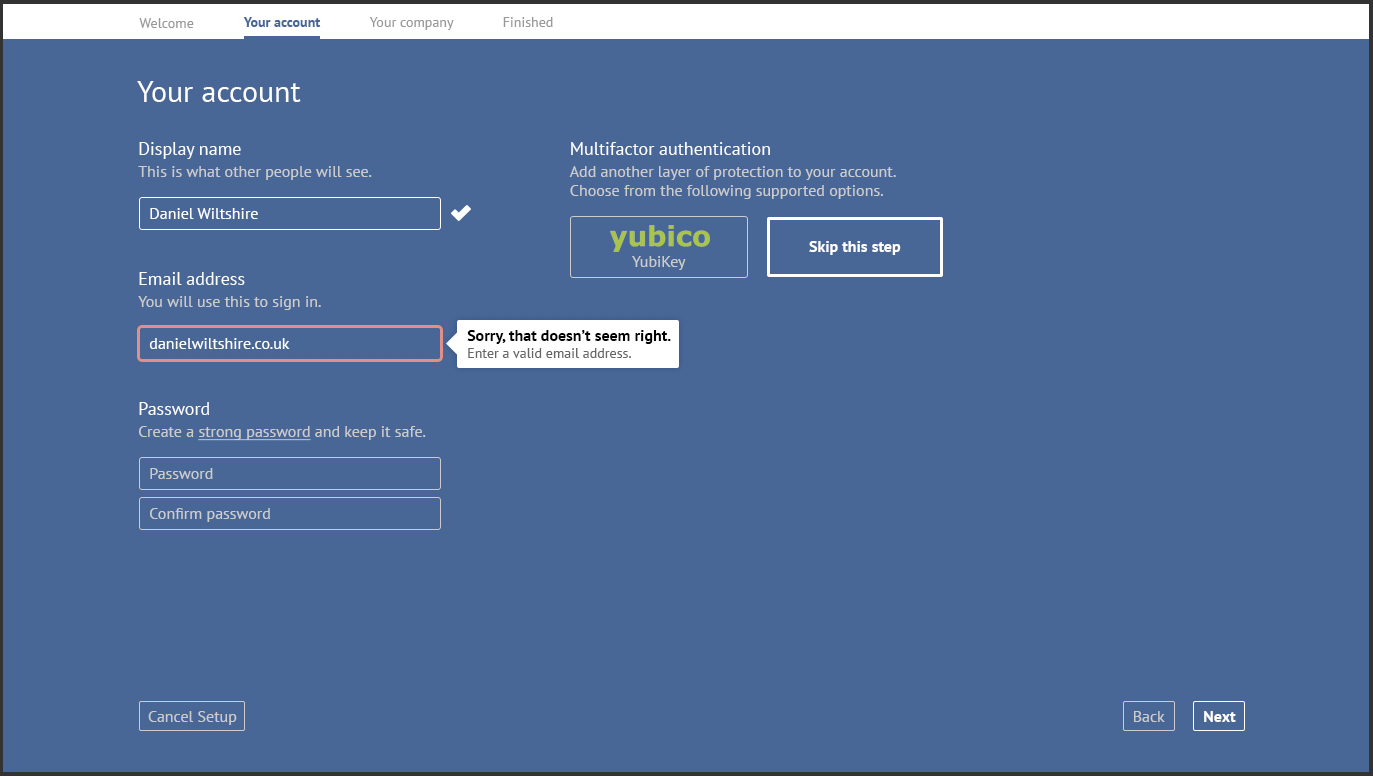 Welcome
Your account
Your company
Finished
Your account
Display name
This is what other people will see.
Daniel Wiltshire
Email address
You will use this to sign in.
danielwiltshire.co.uk
Sorry, that doesn't seem right.
Enter a valid email address.
Password
Create a strong password and keep it safe.
Password
Confirm password
Multifactor authentication
Add another layer of protection to your account.
Choose from the following supported options.
yubico
YubiKey
Skip this step
Cancel Setup
Back
Next